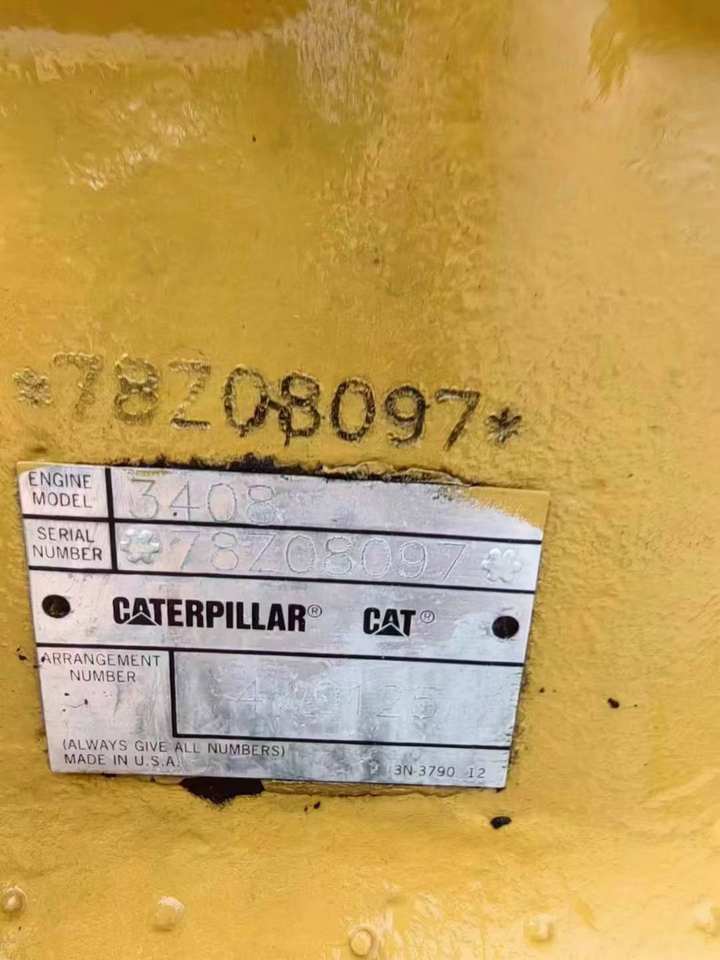 *78Z08097*
ENGINE MODEL 3408
SERIAL NUMBER *78Z08097*
CATERPILLAR® CAT®
ARRANGEMENT NUMBER
(ALWAYS GIVE ALL NUMBERS)
MADE IN U.S.A.
3N-3790 12